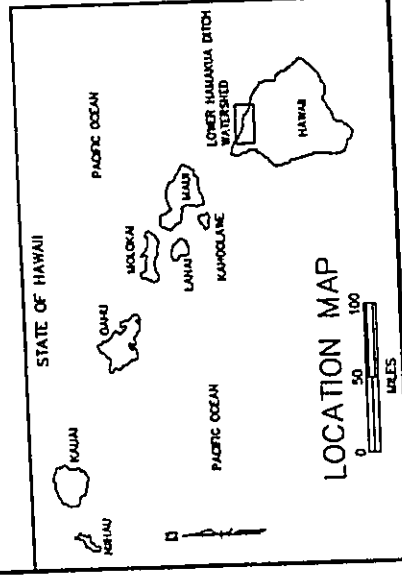 STATE OF HAWAII
KAUAI
NIIHAU
OAHU
PACIFIC OCEAN
MOLOKAI
LANAI
MAUI
KAHOOLAWE
LOWER HAMAKUA DITCH
WATERSHED
HAWAII
PACIFIC OCEAN
LOCATION MAP
0 50 100
MILES